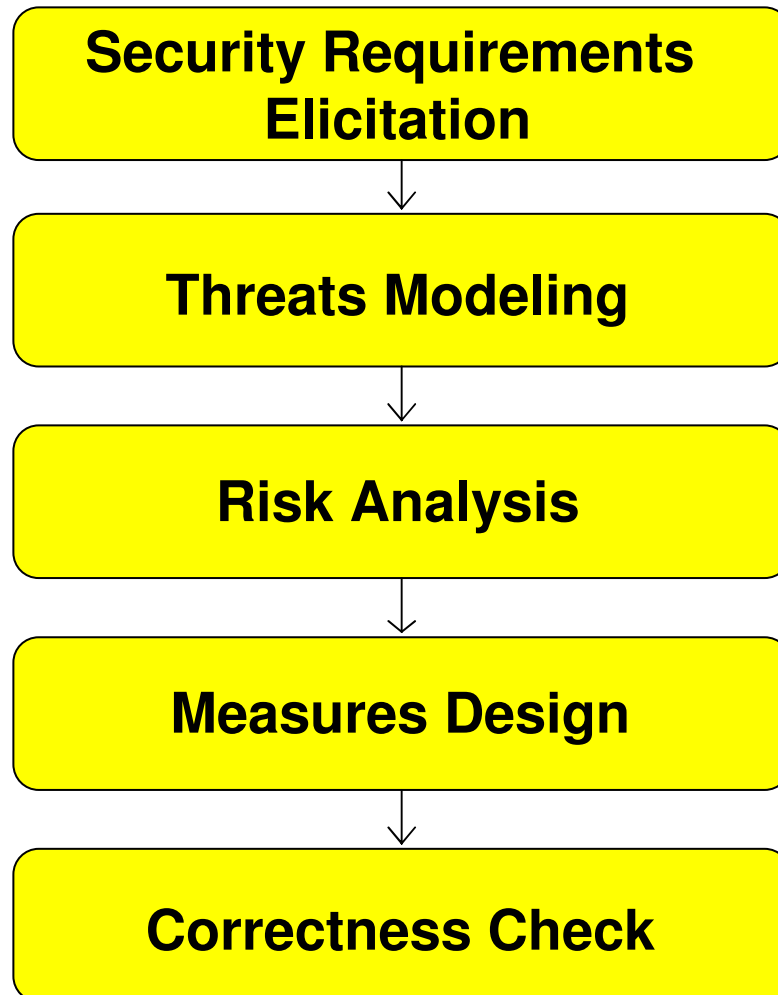 Security Requirements
Elicitation
Threats Modeling
Risk Analysis
Measures Design
Correctness Check